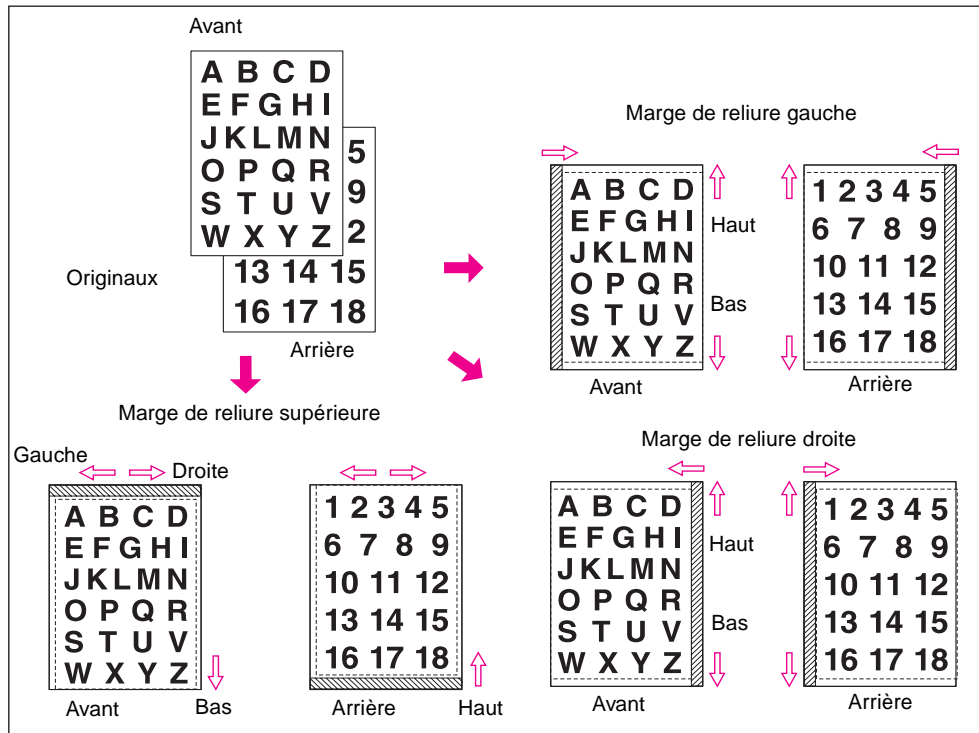 Avant
A B C D
E F G H I
J K L M N
O P Q R
S T U V
W X Y Z
5
9
2
13 14 15
16 17 18
Originaux
Arrière
Marge de reliure gauche
A B C D
E F G H I
J K L M N
O P Q R
S T U V
W X Y Z
Haut
Bas
Avant
1 2 3 4 5
6 7 8 9
10 11 12
13 14 15
16 17 18
Arrière
Marge de reliure supérieure
Gauche
Droite
A B C D
E F G H I
J K L M N
O P Q R
S T U V
W X Y Z
Avant
Bas
1 2 3 4 5
6 7 8 9
10 11 12
13 14 15
16 17 18
Arrière
Haut
Marge de reliure droite
A B C D
E F G H I
J K L M N
O P Q R
S T U V
W X Y Z
Haut
Bas
Avant
1 2 3 4 5
6 7 8 9
10 11 12
13 14 15
16 17 18
Arrière